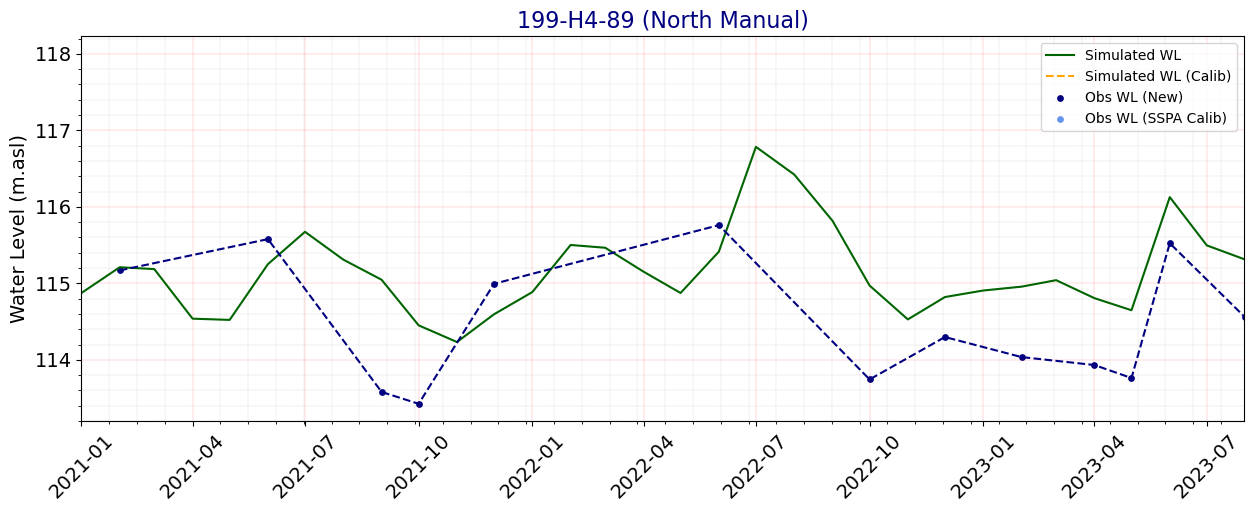 199-H4-89 (North Manual)
Water Level (m.asl)
118
117
116
115
114
Simulated WL
Simulated WL (Calib)
Obs WL (New)
Obs WL (SSPA Calib)
2021-01
2021-04
2021-07
2021-10
2022-01
2022-04
2022-07
2022-10
2023-01
2023-04
2023-07